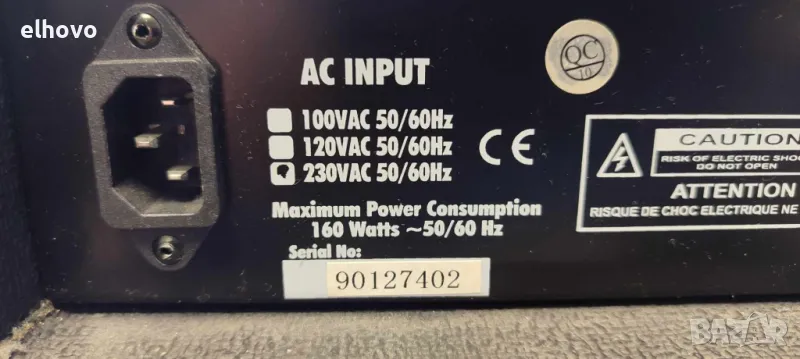 elhovo
AC INPUT
100VAC 50/60Hz
120VAC 50/60Hz
230VAC 50/60Hz
CE
Maximum Power Consumption
160 Watts ~50/60 Hz
Serial No:
90127402
QC
10
CAUTION
RISK OF ELECTRIC SHOC
DO NOT OPEN
ATTENTION
RISQUE DE CHOC ELECTRIQUE NE
BAZAR